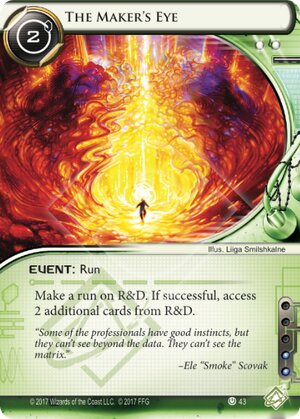 THE MAKER'S EYE
2
Illus. Liiga Smilshkalne
EVENT: Run
Make a run on R&D. If successful, access
2 additional cards from R&D.
“Some of the professionals have good instincts, but
they can't see beyond the data. They can't see the
matrix.”
–Ele “Smoke” Scovak
© 2017 Wizards of the Coast LLC. © 2017 FFG
43